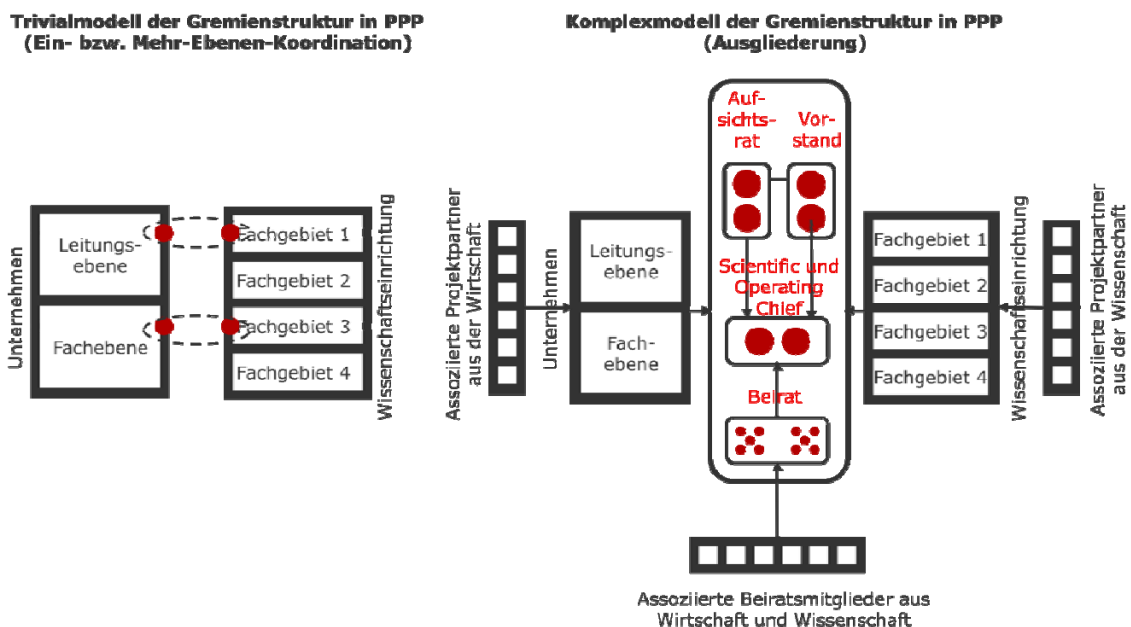 Trivialmodell der Gremienstruktur in PPP
(Ein- bzw. Mehr-Ebenen-Koordination)
Unternehmen
Leitungs-
ebene
Fachebene
Fachgebiet 1
Fachgebiet 2
Fachgebiet 3
Fachgebiet 4
Wissenschaftseinrichtung
Komplexmodell der Gremienstruktur in PPP
(Ausgliederung)
Assoziierte Projektpartner
aus der Wirtschaft
Unternehmen
Leitungs-
ebene
Fach-
ebene
Auf-
sichts-
rat
Vor-
stand
Scientific und
Operating
Chief
Beirat
Fachgebiet 1
Fachgebiet 2
Fachgebiet 3
Fachgebiet 4
Wissenschaftseinrichtung
Assoziierte Projektpartner
aus der Wissenschaft
Assoziierte Beiratsmitglieder aus
Wirtschaft und Wissenschaft